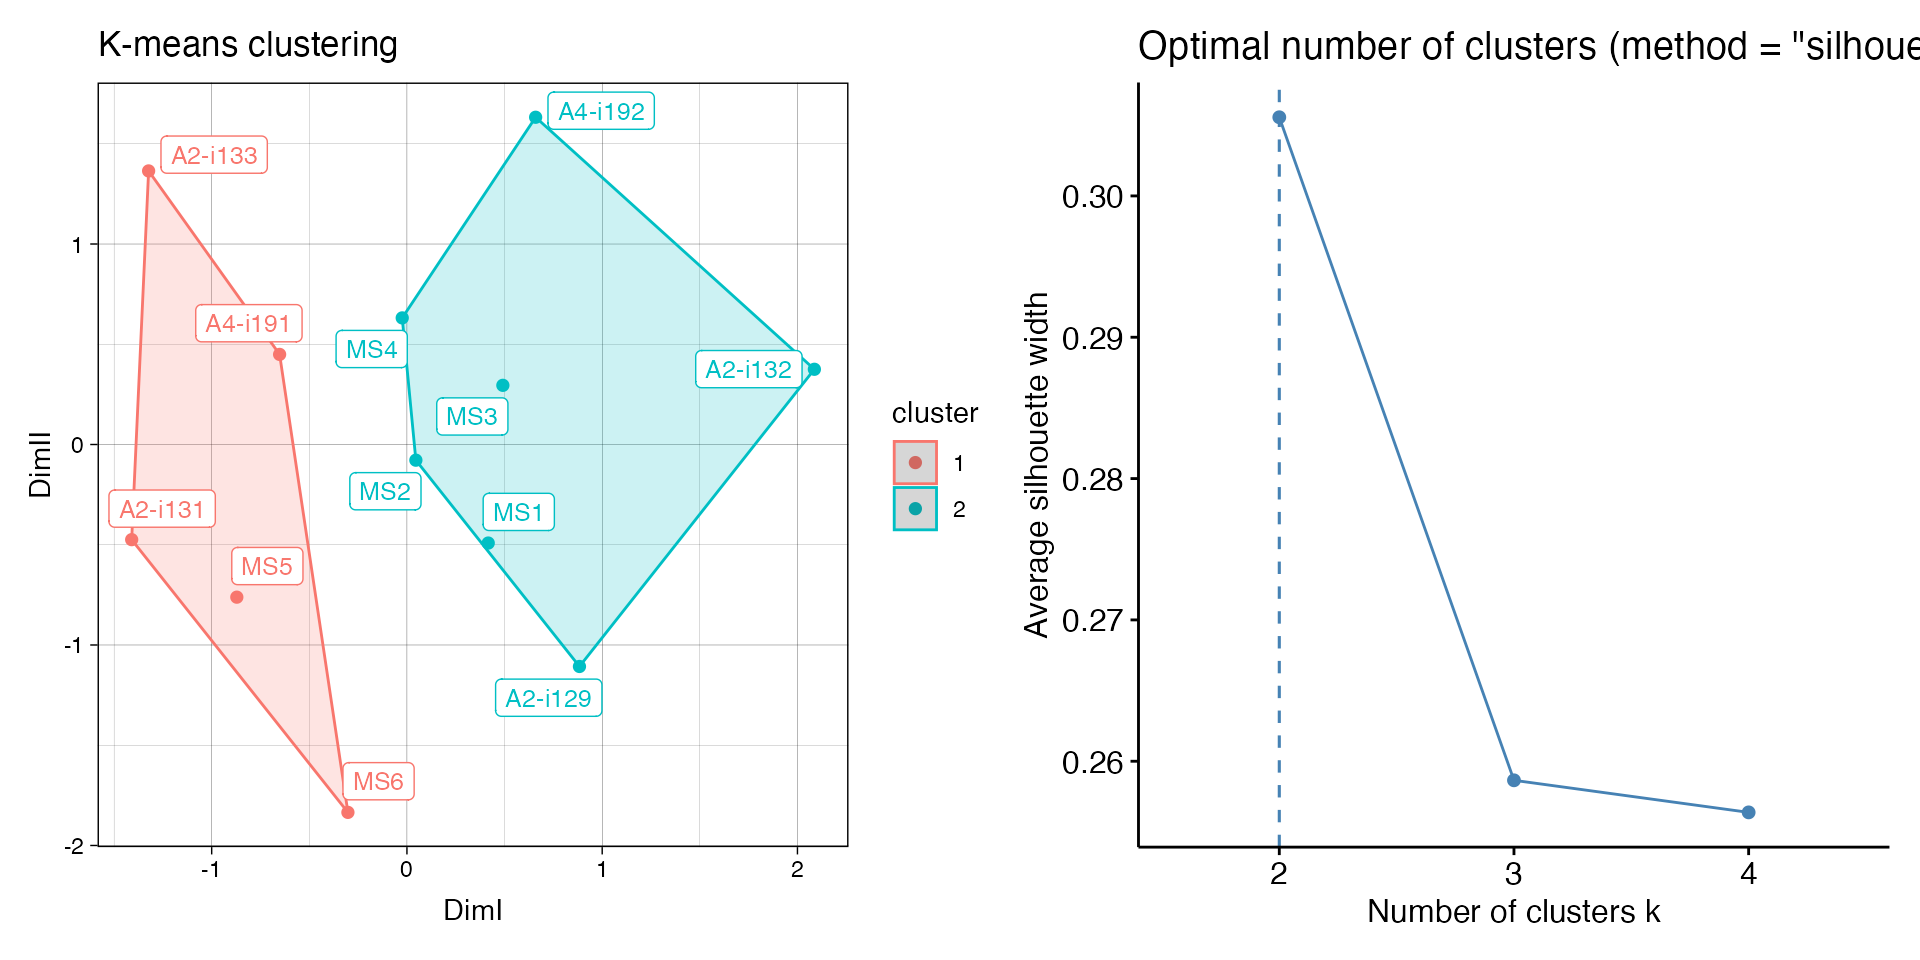 K-means clustering
A4-i192
A2-i133
A4-i191
MS4
A2-i132
MS3
MS2
A2-i131
MS1
MS5
A2-i129
MS6
1
0
-1
-2
DimII
-1
0
1
2
DimI
cluster
1
2
Optimal number of clusters (method = "silhoue
0.30
0.29
0.28
0.27
0.26
Average silhouette width
2
3
4
Number of clusters k